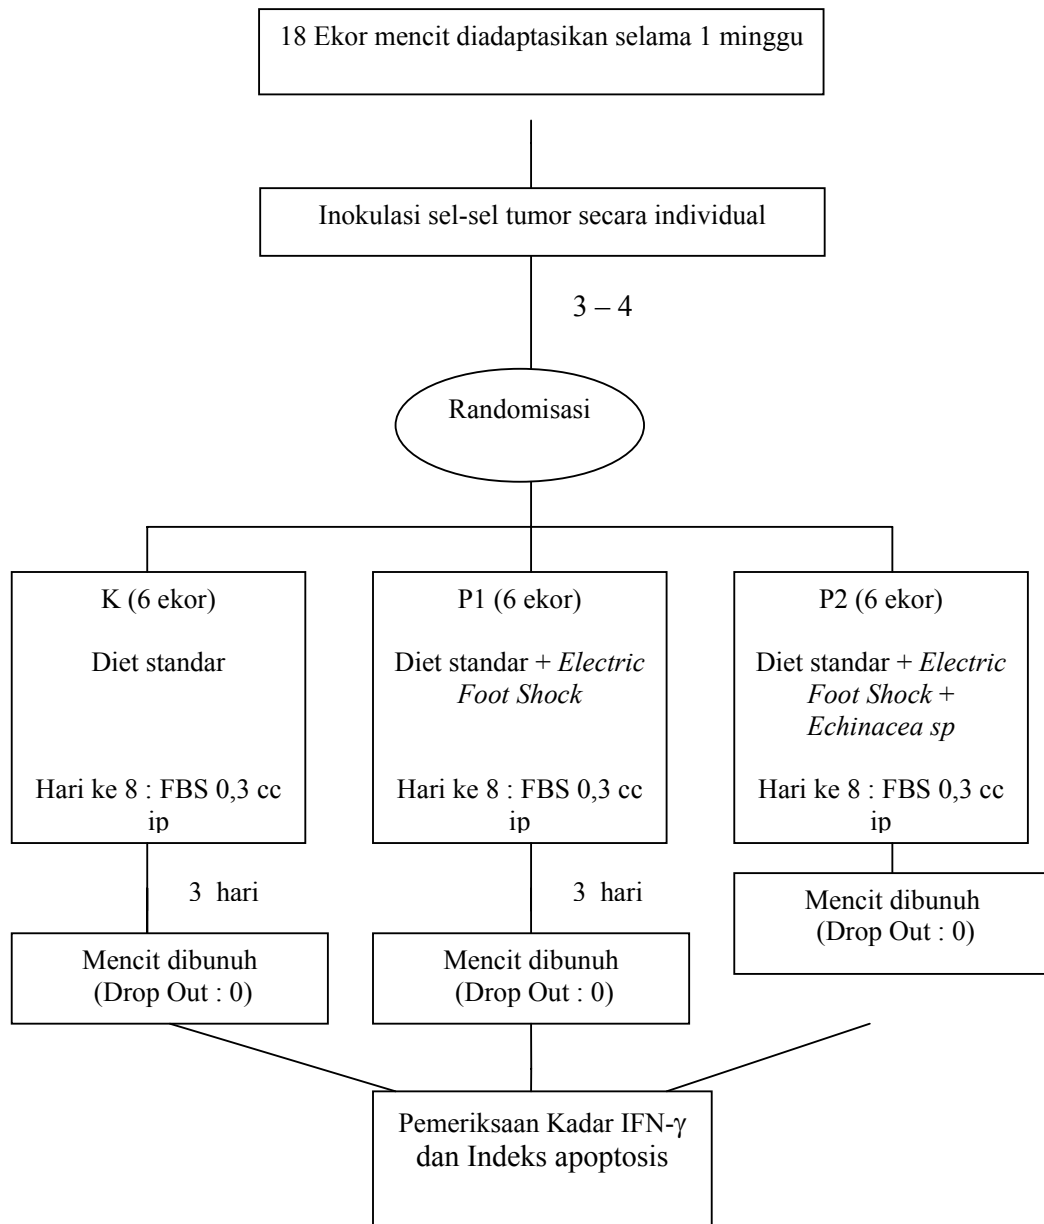 18 Ekor mencit diadaptasikan selama 1 minggu
Inokulasi sel-sel tumor secara individual
3 – 4
Randomisasi
K (6 ekor)
Diet standar
Hari ke 8 : FBS 0,3 cc
ip
P1 (6 ekor)
Diet standar + Electric
Foot Shock
Hari ke 8 : FBS 0,3 cc
ip
P2 (6 ekor)
Diet standar + Electric
Foot Shock +
Echinacea sp
Hari ke 8 : FBS 0,3 cc
ip
3 hari
3 hari
Mencit dibunuh
(Drop Out : 0)
Mencit dibunuh
(Drop Out : 0)
Mencit dibunuh
(Drop Out : 0)
Pemeriksaan Kadar IFN-γ
dan Indeks apoptosis